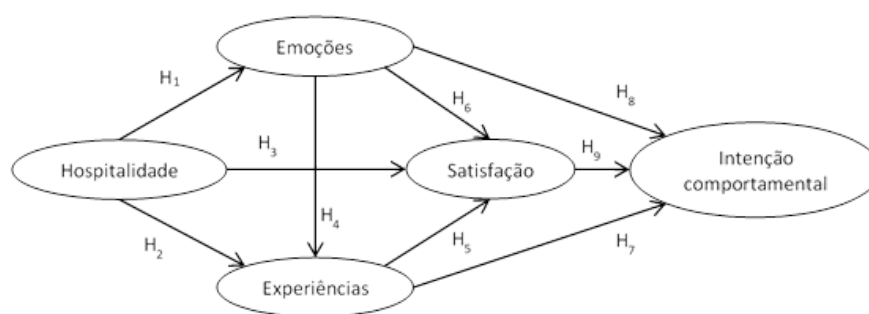 Emoções
H₁
H₆
H₈
Hospitalidade
H₃
Satisfação
H₉
Intenção
comportamental
H₄
H₂
H₅
H₇
Experiências